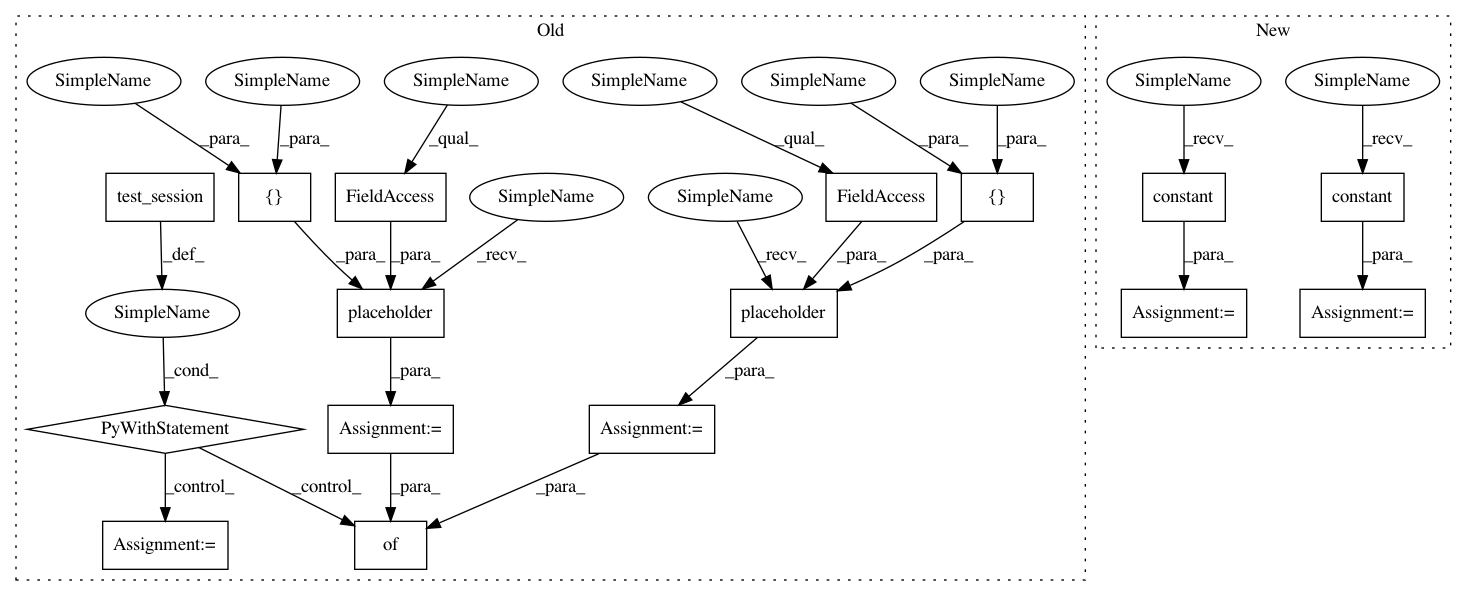 Old
New
SimpleName
SimpleName
SimpleName
SimpleName
SimpleName
SimpleName
SimpleName
SimpleName
_para_
_para_
_qual_
_qual_
_para_
_para_
_recv_
_recv_
test_session
{}
FieldAccess
SimpleName
SimpleName
FieldAccess
{}
constant
constant
_def_
_para_
_para_
_recv_
_recv_
_para_
_para_
_para_
_para_
SimpleName
placeholder
placeholder
Assignment:=
Assignment:=
_cond_
_para_
_para_
PyWithStatement
Assignment:=
Assignment:=
_control_
_control_
_para_
_para_
Assignment:=
of